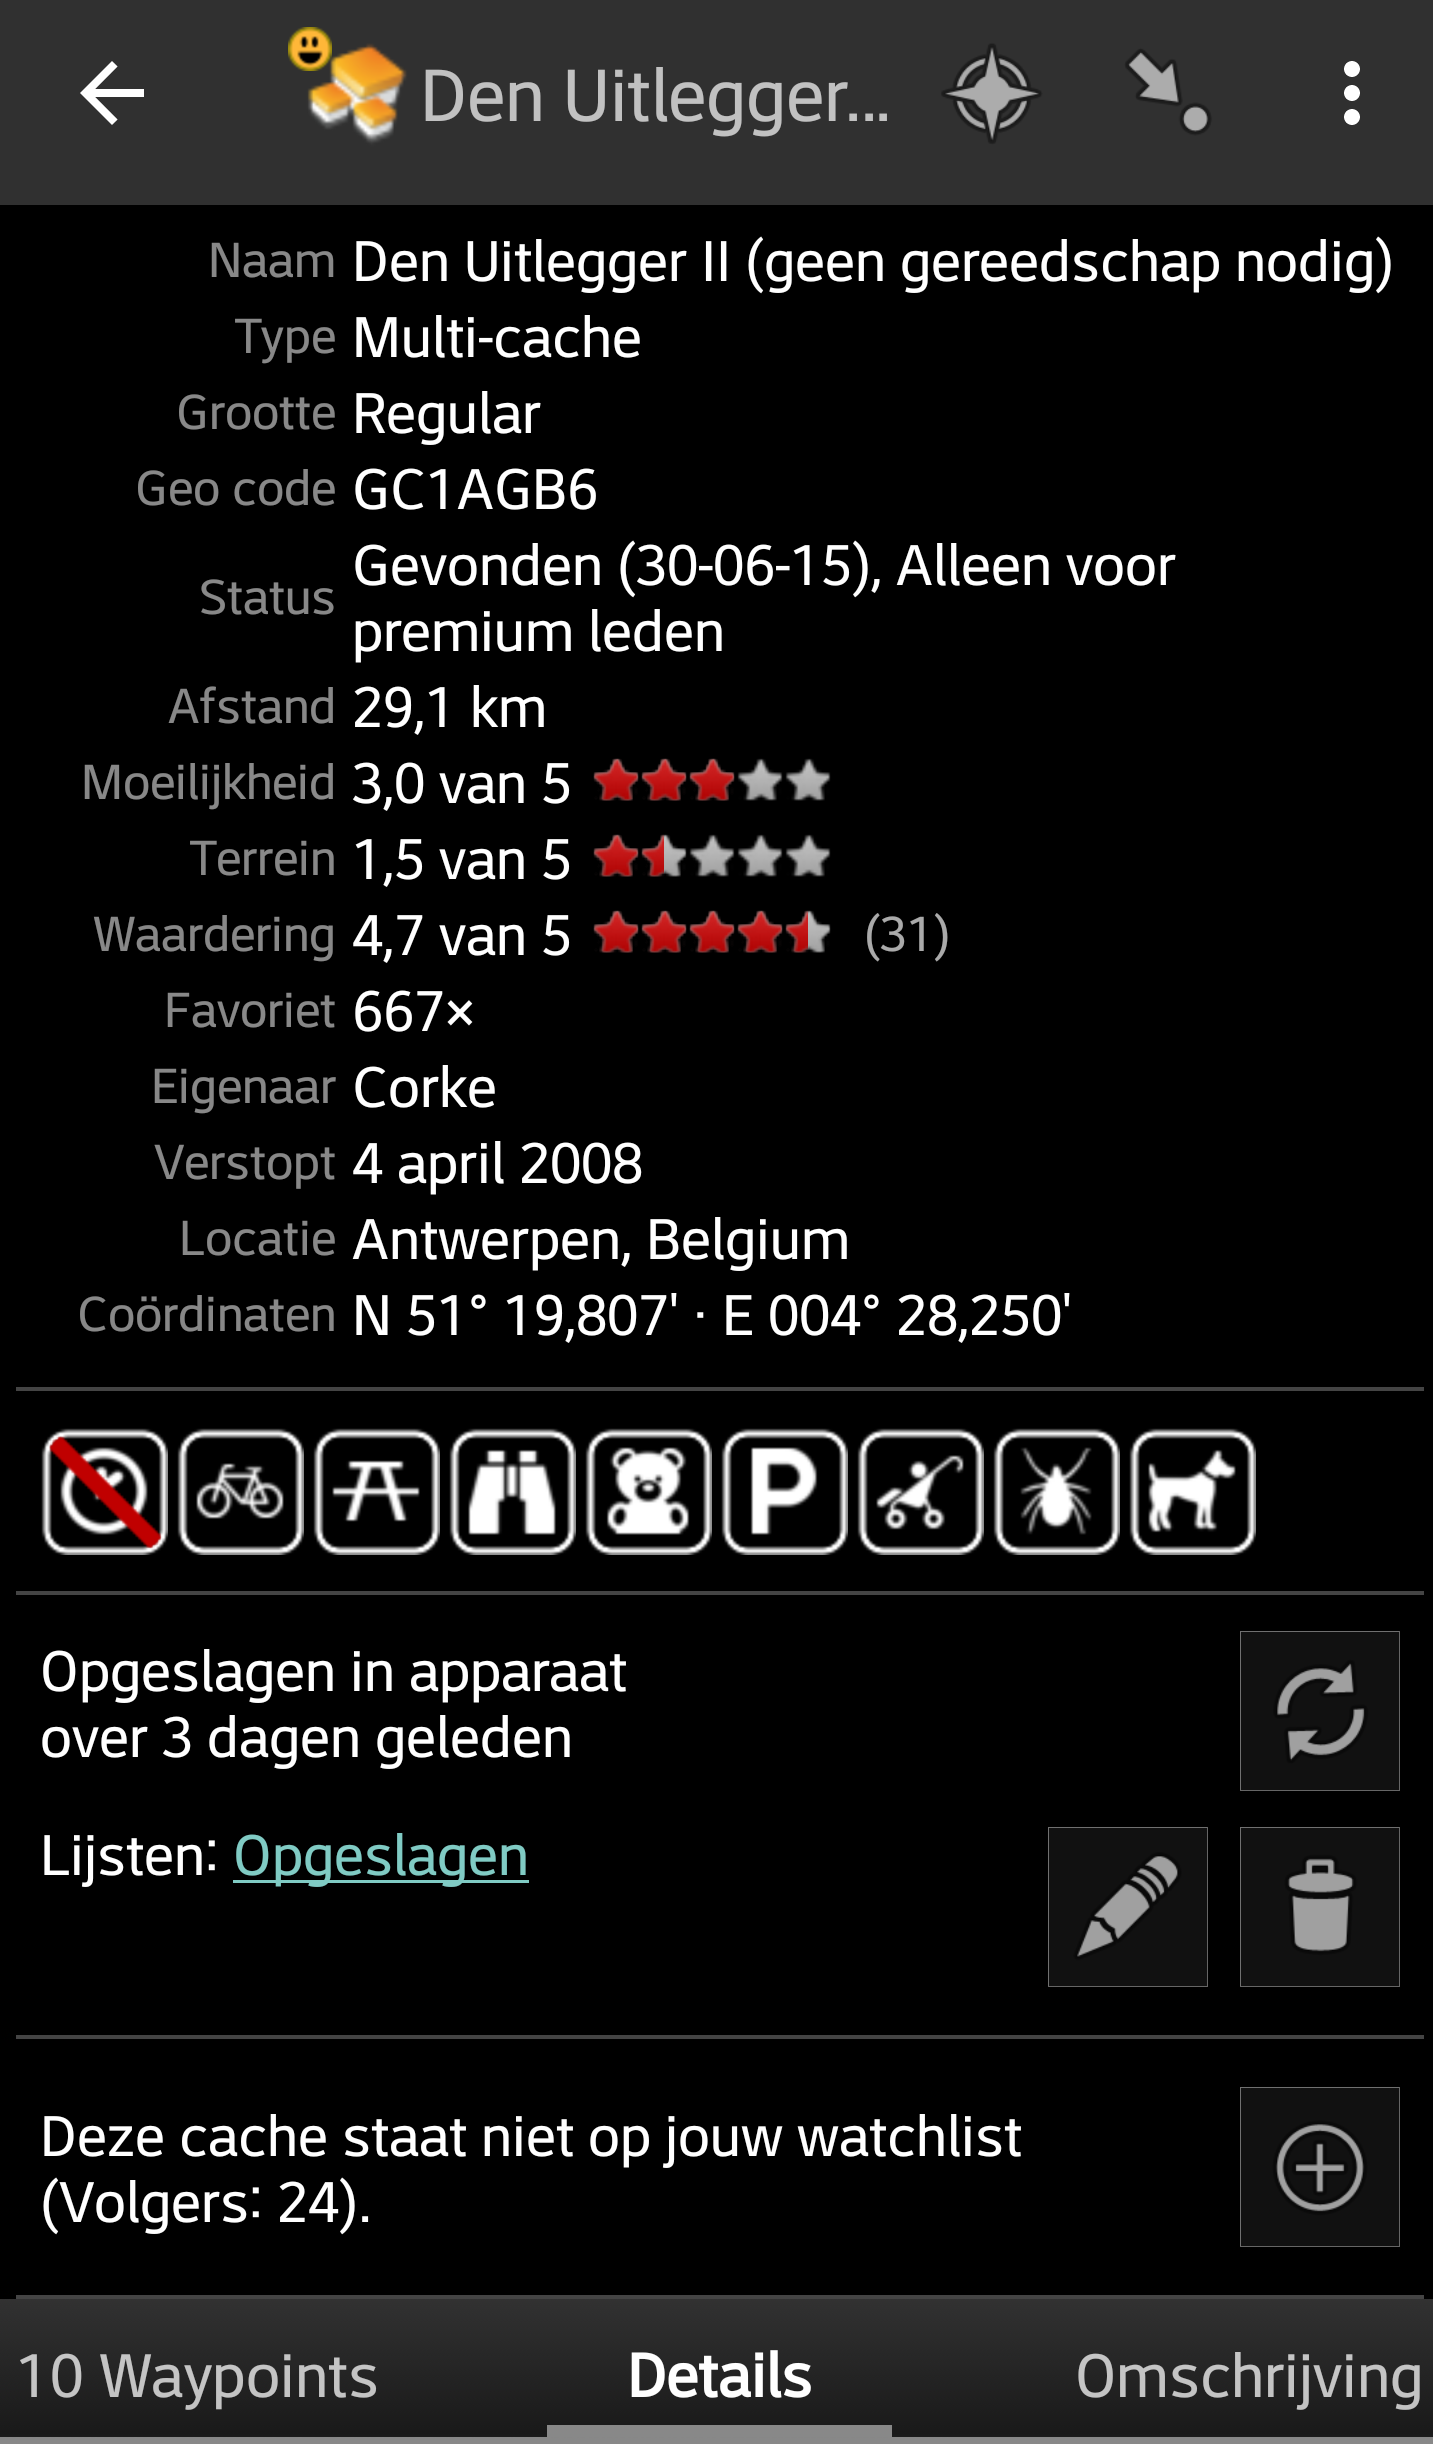 Den Uitlegger...
Naam Den Uitlegger II (geen gereedschap nodig)
Type Multi-cache
Grootte Regular
Geo code GC1AGB6
Status Gevonden (30-06-15), Alleen voor
premium leden
Afstand 29,1 km
Moeilijkheid 3,0 van 5
Terrein 1,5 van 5
Waardering 4,7 van 5 (31)
Favoriet 667×
Eigenaar Corke
Verstopt 4 april 2008
Locatie Antwerpen, Belgium
Coördinaten N 51° 19,807' · E 004° 28,250'
P
Opgeslagen in apparaat
over 3 dagen geleden
Lijsten: Opgeslagen
Deze cache staat niet op jouw watchlist
(Volgers: 24).
10 Waypoints Details Omschrijving